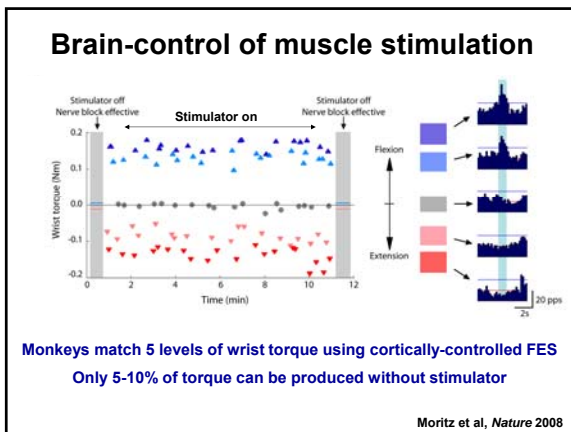 Brain-control of muscle stimulation
Stimulator off
Nerve block effective
Stimulator on
Stimulator off
Nerve block effective
0.2
0.1
0.0
-0.1
-0.2
Wrist torque (Nm)
0 2 4 6 8 10 12
Time (min)
Flexion
Extension
20 pps
2s
Monkeys match 5 levels of wrist torque using cortically-controlled FES
Only 5-10% of torque can be produced without stimulator
Moritz et al, Nature 2008